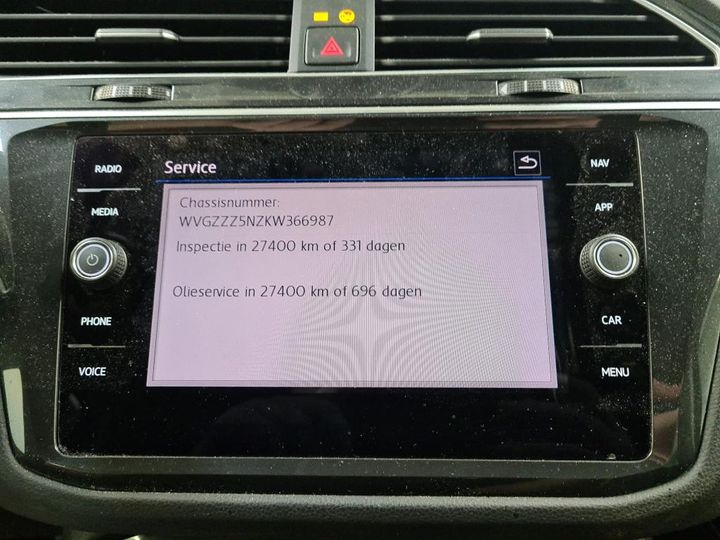 RADIO
Service
NAV
MEDIA
Chassisnummer:
WVGZZZ5NZKW366987
APP
Inspectie in 27400 km of 331 dagen
Olieservice in 27400 km of 696 dagen
PHONE
CAR
VOICE
MENU